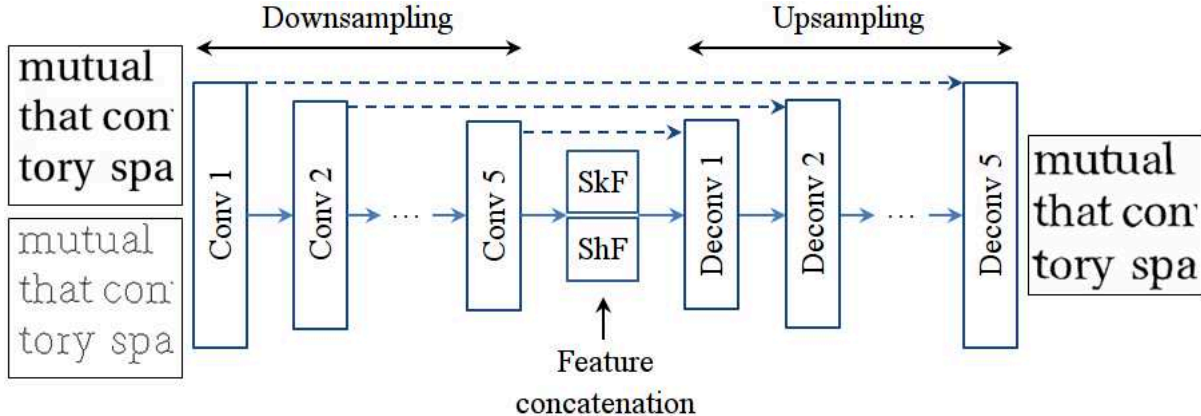 Downsampling
Upsampling
mutual
that con
tory spa
mutual
that con
tory spa
Conv 1
Conv 2
...
Conv 5
SkF
ShF
Deconv 1
Deconv 2
...
Deconv 5
mutual
that con
tory spa
Feature
concatenation